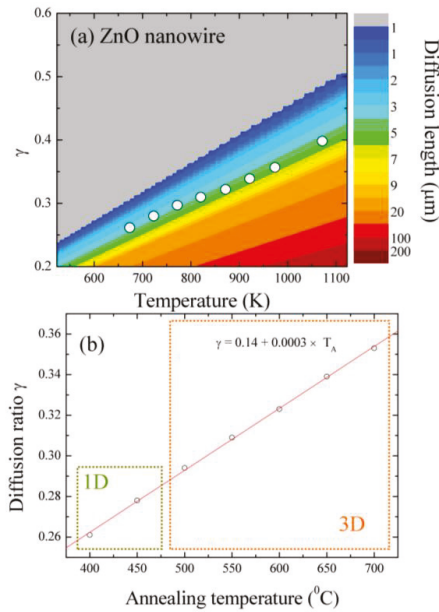 (a) ZnO nanowire
0.6
0.5
0.4
0.3
0.2
γ
600 700 800 900 1000 1100
Temperature (K)
1
1
2
3
5
7
9
20
100
200
Diffusion length (μm)
(b)
γ = 0.14 + 0.0003 × T_A
0.36
0.34
0.32
0.30
0.28
0.26
0.24
Diffusion ratio γ
1D
3D
400 450 500 550 600 650 700
Annealing temperature (⁰C)